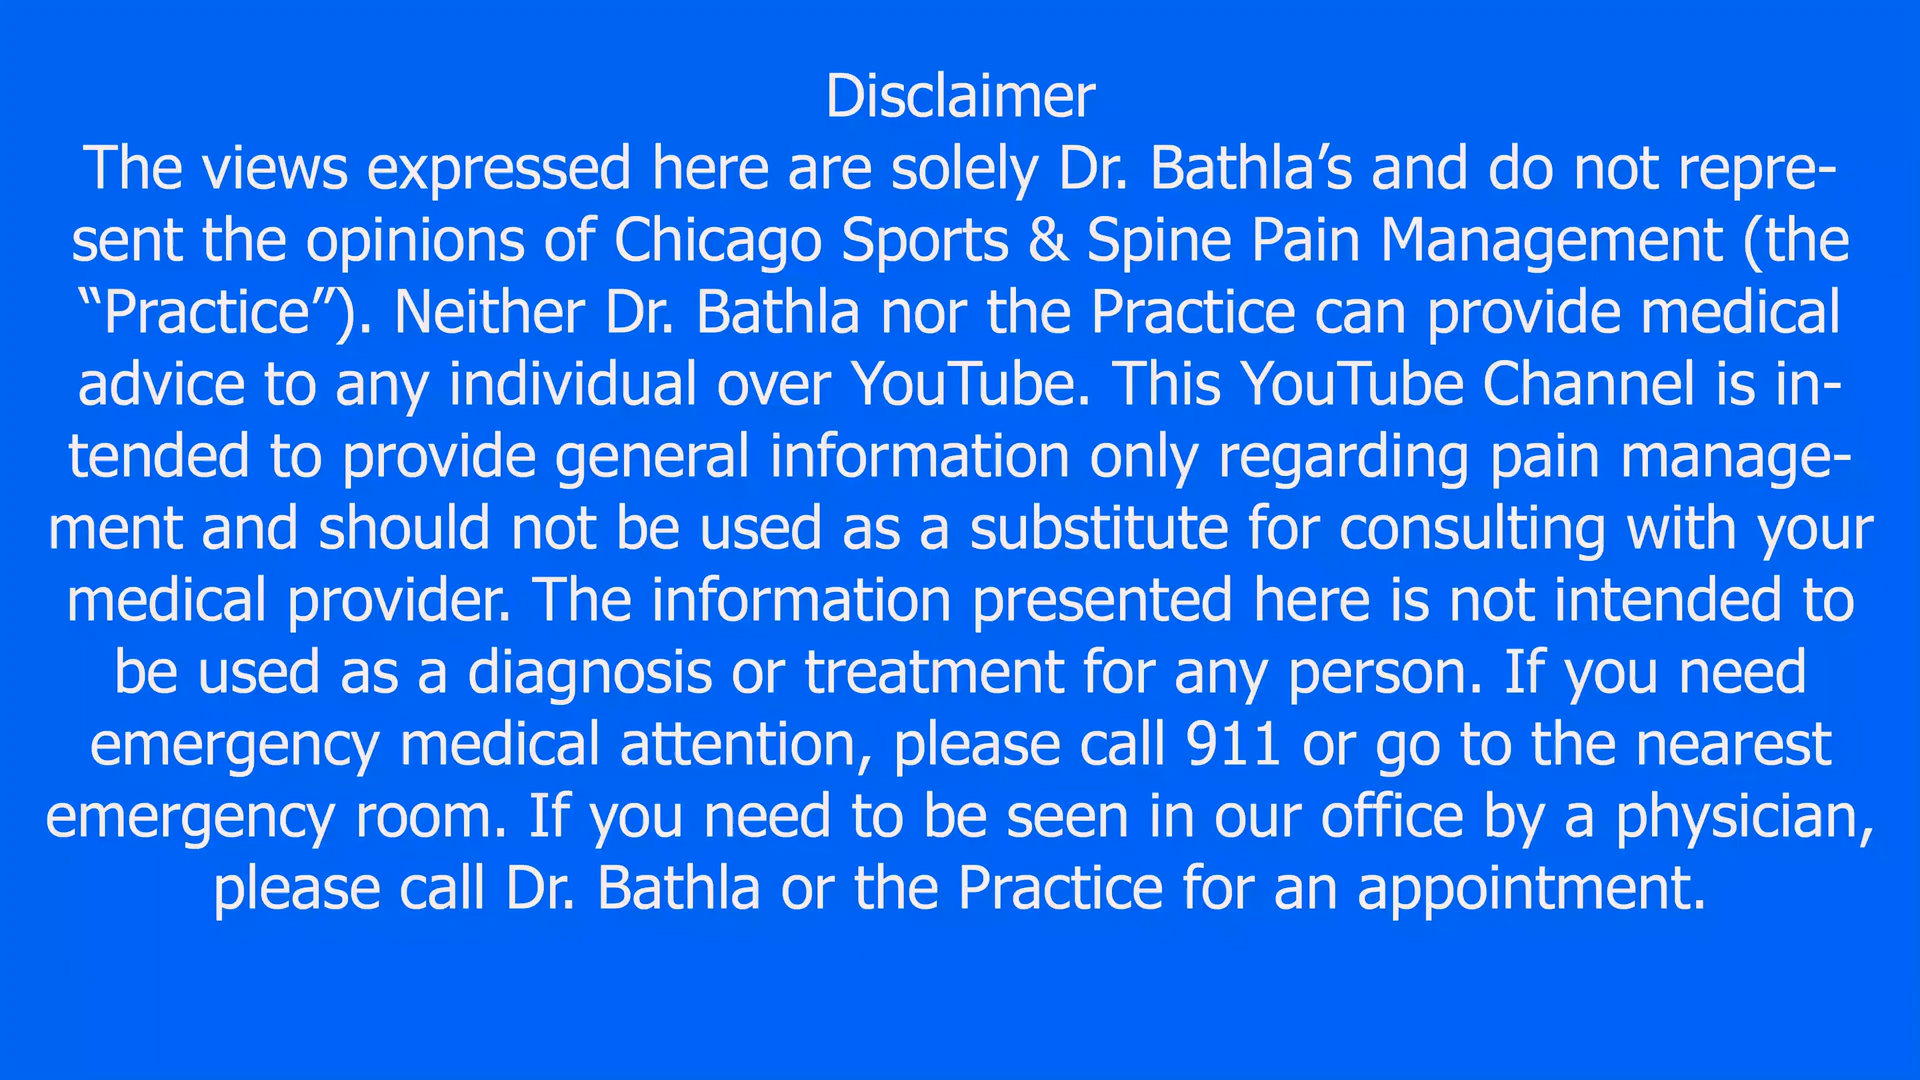 Disclaimer
The views expressed here are solely Dr. Bathla’s and do not repre-
sent the opinions of Chicago Sports & Spine Pain Management (the
“Practice”). Neither Dr. Bathla nor the Practice can provide medical
advice to any individual over YouTube. This YouTube Channel is in-
tended to provide general information only regarding pain manage-
ment and should not be used as a substitute for consulting with your
medical provider. The information presented here is not intended to
be used as a diagnosis or treatment for any person. If you need
emergency medical attention, please call 911 or go to the nearest
emergency room. If you need to be seen in our office by a physician,
please call Dr. Bathla or the Practice for an appointment.